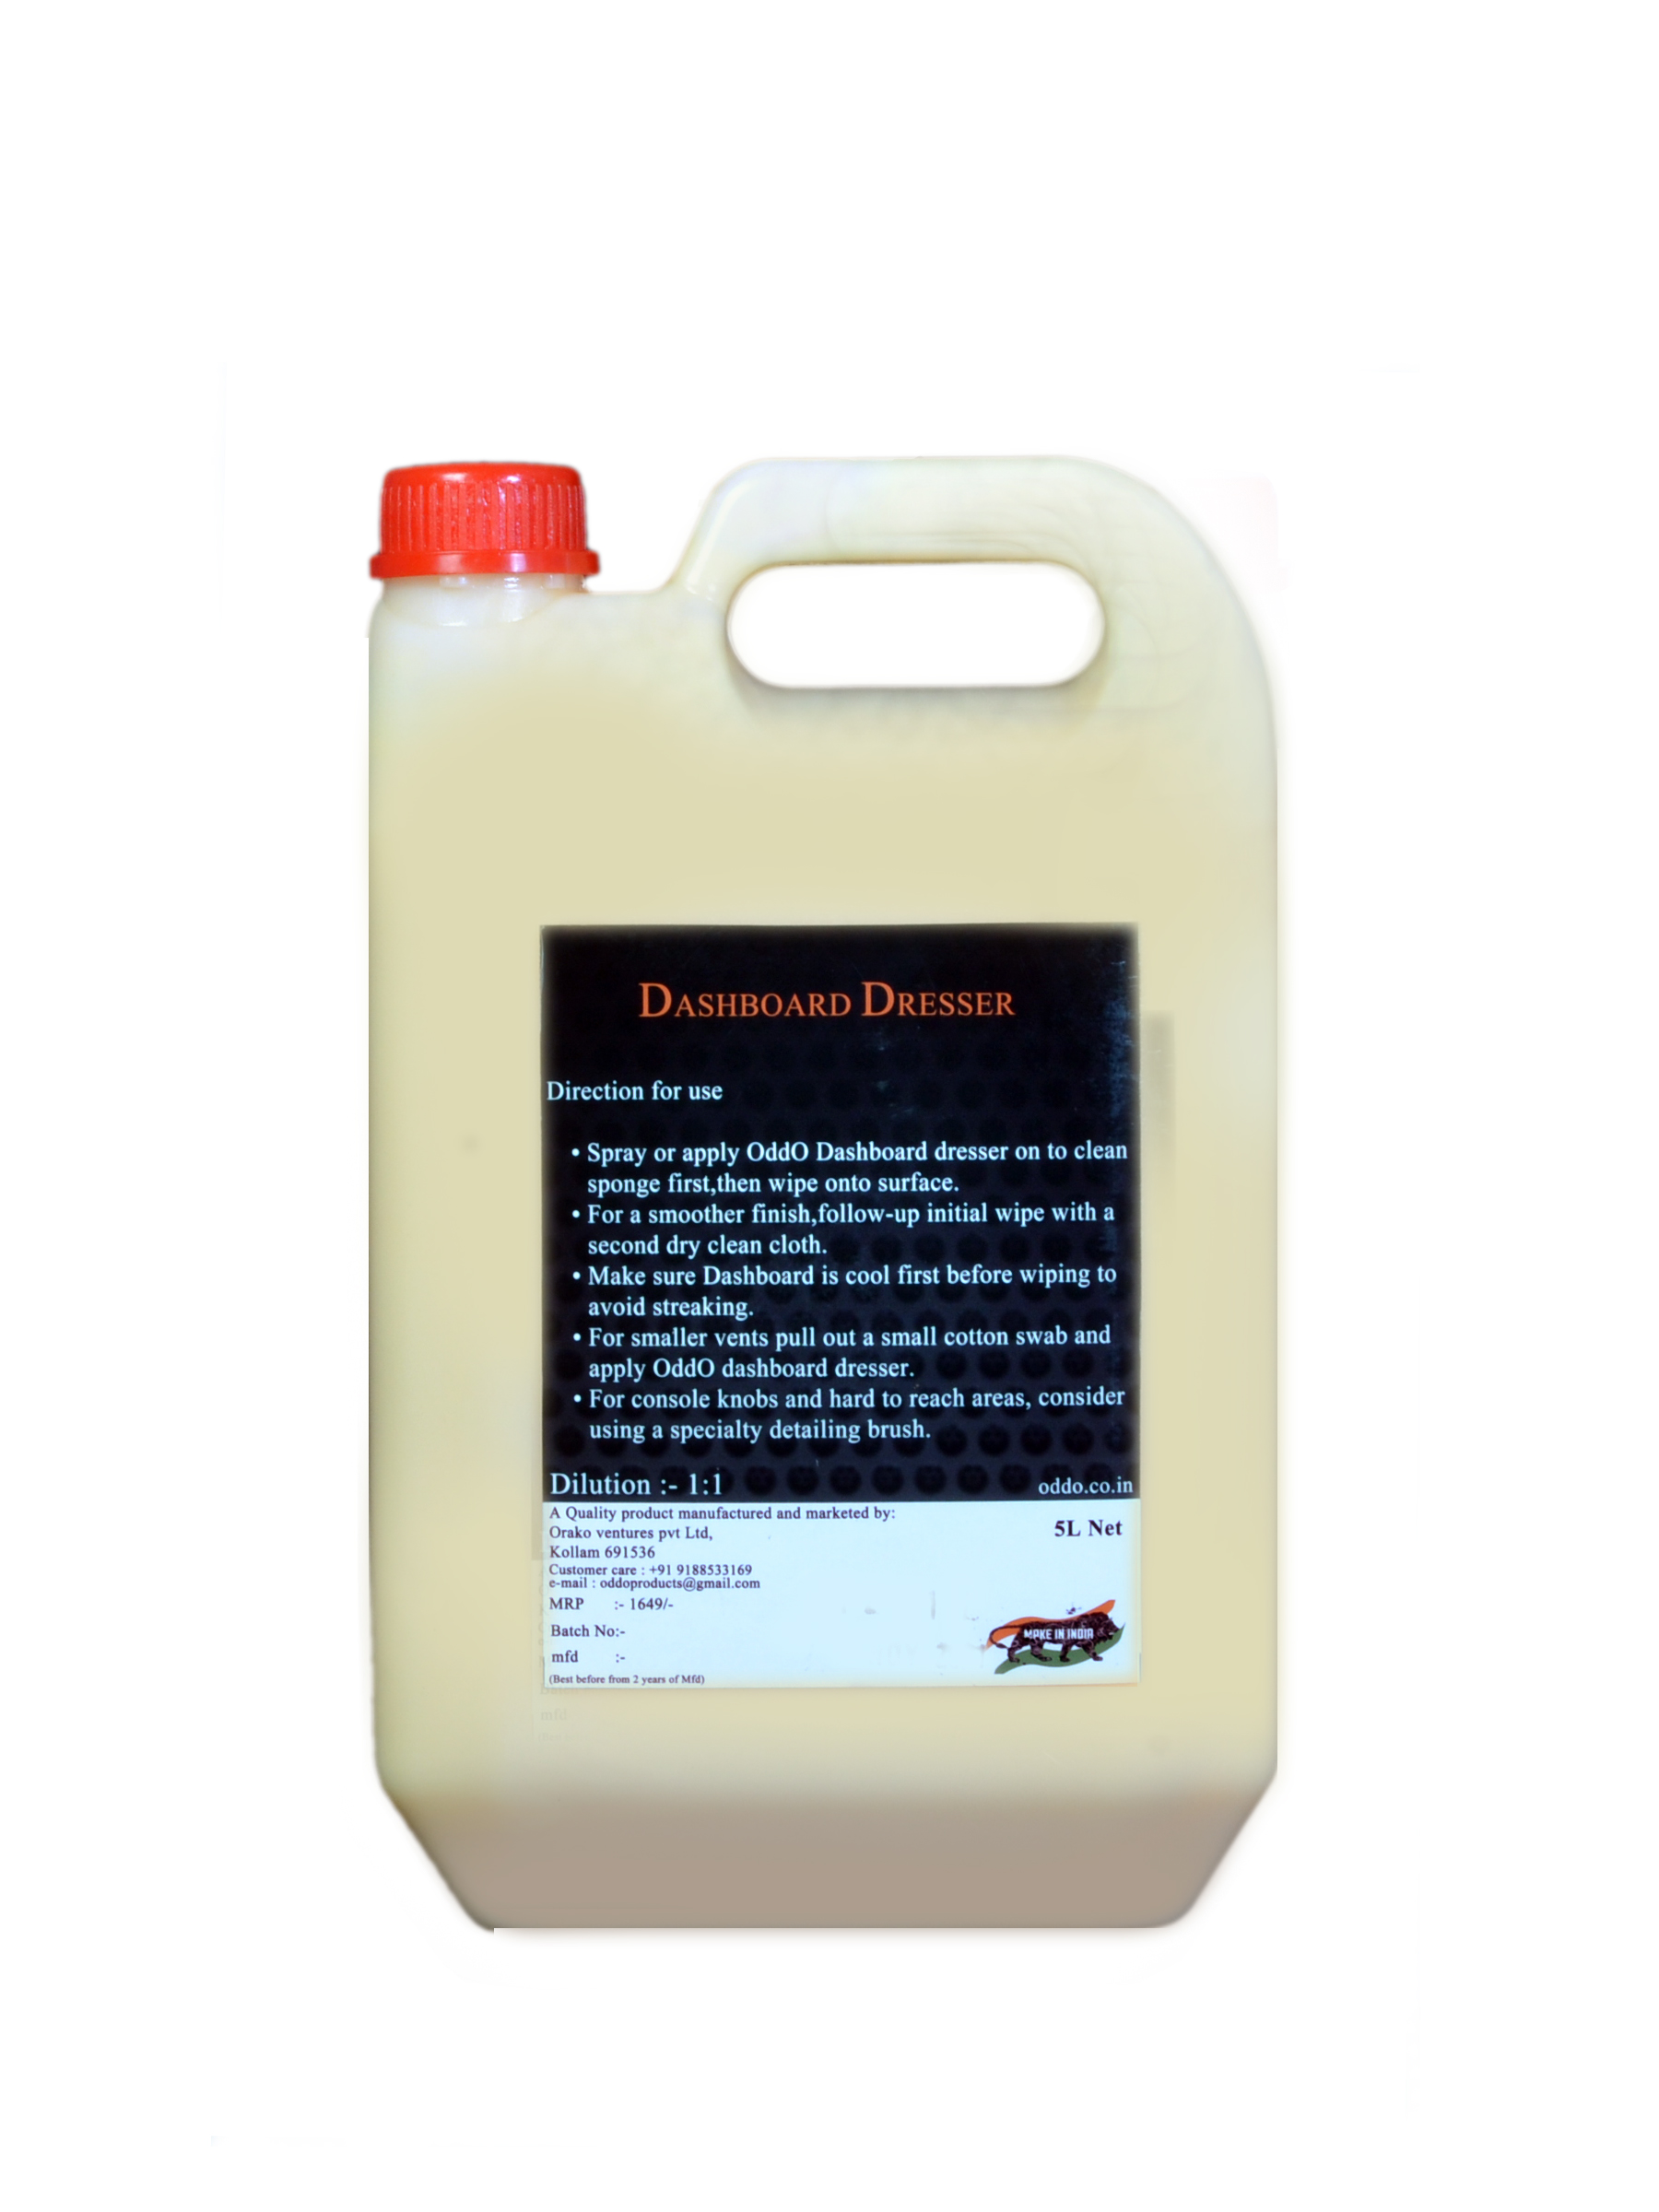 DASHBOARD DRESSER
Direction for use
• Spray or apply OddO Dashboard dresser on to clean
sponge first,then wipe onto surface.
• For a smoother finish,follow-up initial wipe with a
second dry clean cloth.
• Make sure Dashboard is cool first before wiping to
avoid streaking.
• For smaller vents pull out a small cotton swab and
apply OddO dashboard dresser.
• For console knobs and hard to reach areas, consider
using a specialty detailing brush.
Dilution :- 1:1
oddo.co.in
A Quality product manufactured and marketed by:
Orako ventures pvt Ltd,
Kollam 691536
Customer care : +91 9188533169
e-mail : oddoproducts@gmail.com
MRP :- 1649/-
Batch No:-
mfd :-
(Best before from 2 years of Mfd)
5L Net
MAKE IN INDIA
mfd